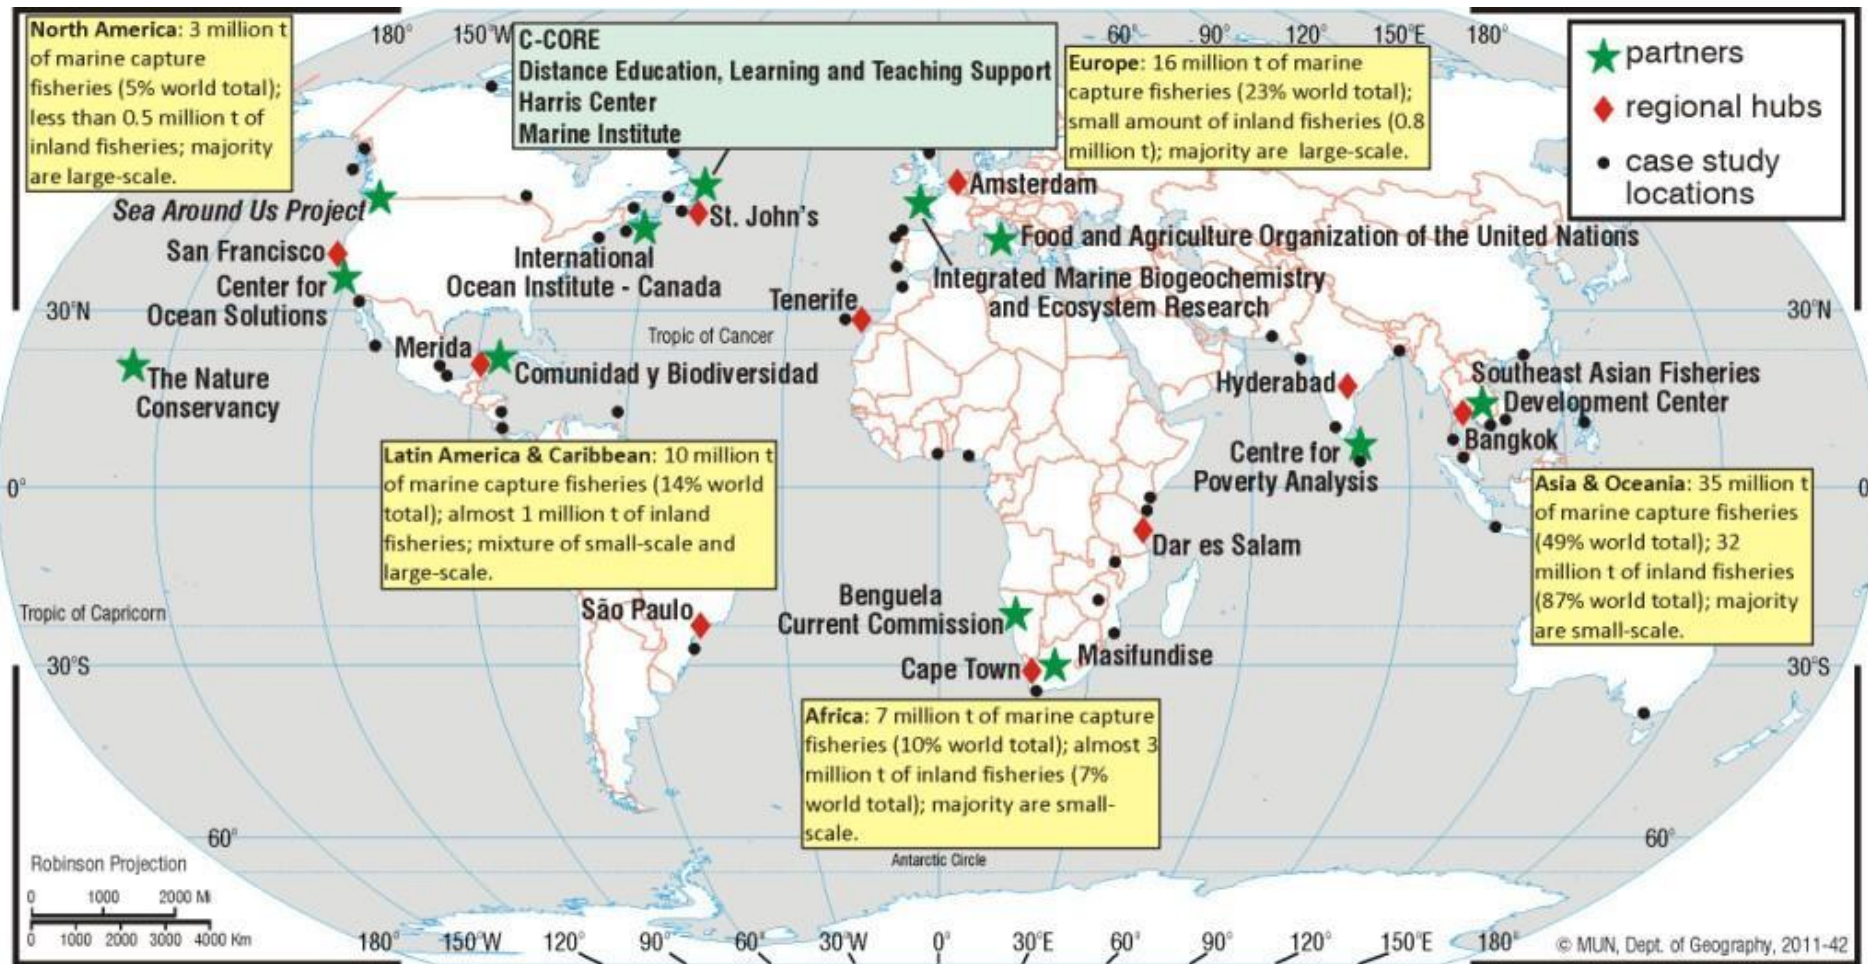 North America: 3 million t
of marine capture
fisheries (5% world total);
less than 0.5 million t of
inland fisheries; majority
are large-scale.
180°
150°W
C-CORE
Distance Education, Learning and Teaching Support
Harris Center
Marine Institute
60°
90°
120°
150°E
180°
Europe: 16 million t of marine
capture fisheries (23% world total);
small amount of inland fisheries (0.8
million t); majority are large-scale.
partners
regional hubs
case study
locations
Sea Around Us Project
San Francisco
Center for
Ocean Solutions
International
Ocean Institute - Canada
St. John's
Amsterdam
Food and Agriculture Organization of the United Nations
Integrated Marine Biogeochemistry
and Ecosystem Research
Tenerife
30°N
Tropic of Cancer
30°N
Merida
Comunidad y Biodiversidad
The Nature
Conservancy
Hyderabad
Southeast Asian Fisheries
Development Center
Bangkok
Centre for
Poverty Analysis
Latin America & Caribbean: 10 million t
of marine capture fisheries (14% world
total); almost 1 million t of inland
fisheries; mixture of small-scale and
large-scale.
0°
0
Asia & Oceania: 35 million t
of marine capture fisheries
(49% world total); 32
million t of inland fisheries
(87% world total); majority
are small-scale.
Dar es Salam
Tropic of Capricorn
São Paulo
Benguela
Current Commission
Masifundise
Cape Town
30°S
30°S
Africa: 7 million t of marine capture
fisheries (10% world total); almost 3
million t of inland fisheries (7%
world total); majority are small-
scale.
60°
60°
Antarctic Circle
Robinson Projection
0 1000 2000 Mi
0 1000 2000 3000 4000 Km
180° 150°W 120° 90° 60° 30°W 0° 30°E 60° 90° 120° 150°E 180°
© MUN, Dept. of Geography, 2011-42